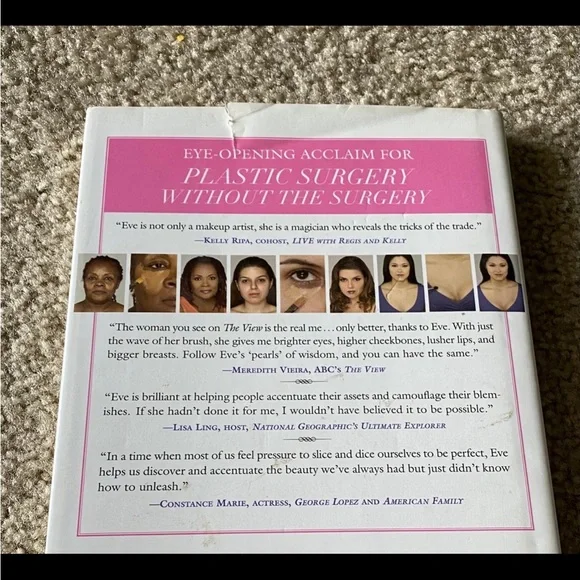 EYE-OPENING ACCLAIM FOR
PLASTIC SURGERY
WITHOUT THE SURGERY
“Eve is not only a makeup artist, she is a magician who reveals the tricks of the trade.”
—KELLY RIPA, COHOST, LIVE WITH REGIS AND KELLY
“The woman you see on The View is the real me…only better, thanks to Eve. With just
the wave of her brush, she gives me brighter eyes, higher cheekbones, lusher lips, and
bigger breasts. Follow Eve’s ‘pearls’ of wisdom, and you can have the same.”
—MEREDITH VIEIRA, ABC’S THE VIEW
“Eve is brilliant at helping people accentuate their assets and camouflage their blem-
ishes. If she hadn’t done it for me, I wouldn’t have believed it to be possible.”
—LISA LING, HOST, NATIONAL GEOGRAPHIC’S ULTIMATE EXPLORER
“In a time when most of us feel pressure to slice and dice ourselves to be perfect, Eve
helps us discover and accentuate the beauty we’ve always had but just didn’t know
how to unleash.”
—CONSTANCE MARIE, ACTRESS, GEORGE LOPEZ AND AMERICAN FAMILY